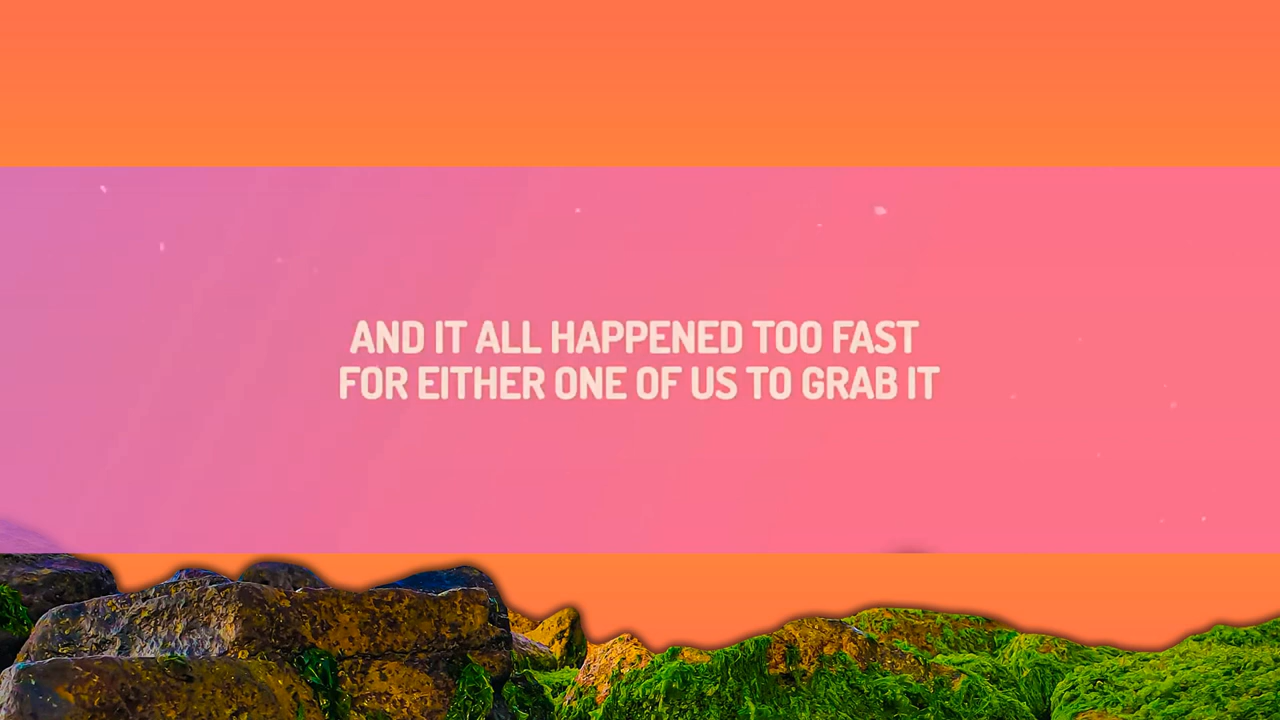 AND IT ALL HAPPENED TOO FAST
FOR EITHER ONE OF US TO GRAB IT